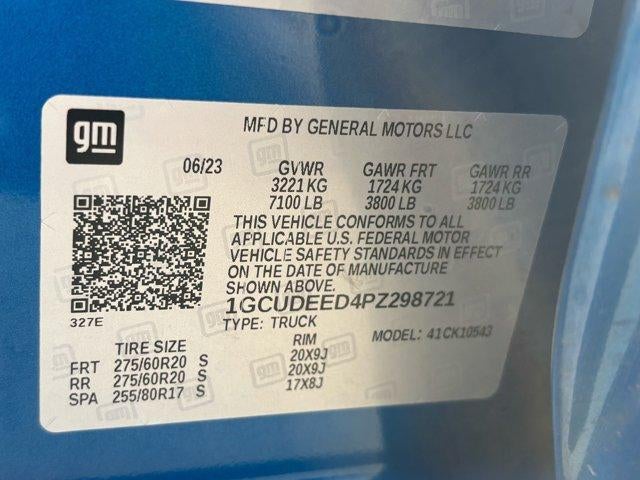 gm
MFD BY GENERAL MOTORS LLC
06/23 GVWR GAWR FRT GAWR RR
3221 KG 1724 KG 1724 KG
7100 LB 3800 LB 3800 LB
THIS VEHICLE CONFORMS TO ALL
APPLICABLE U.S. FEDERAL MOTOR
VEHICLE SAFETY STANDARDS IN EFFECT
ON THE DATE OF MANUFACTURE
SHOWN ABOVE.
1GCUDEED4PZ298721
327E
TYPE: TRUCK MODEL: 41CK10543
TIRE SIZE RIM
FRT 275/60R20 S 20X9J
RR 275/60R20 S 20X9J
SPA 255/80R17 S 17X8J